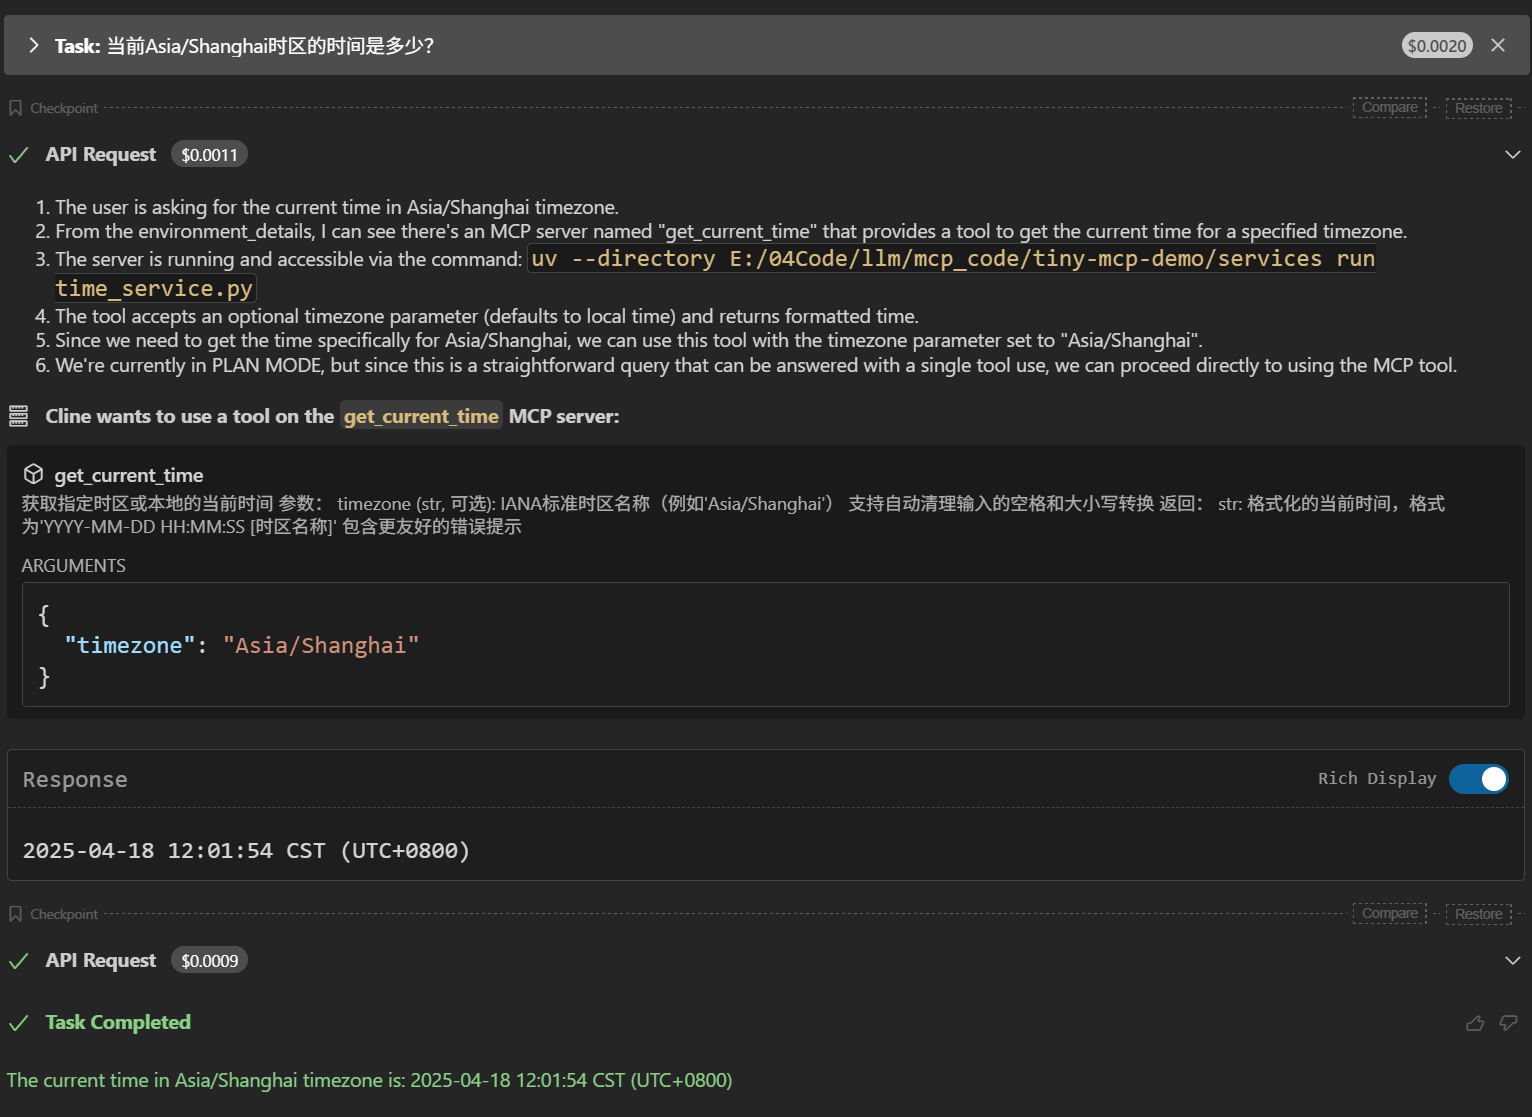 Task: 当前Asia/Shanghai时区的时间是多少?
$0.0020
Checkpoint
Compare
Restore
API Request $0.0011
1. The user is asking for the current time in Asia/Shanghai timezone.
2. From the environment_details, I can see there's an MCP server named "get_current_time" that provides a tool to get the current time for a specified timezone.
3. The server is running and accessible via the command: uv --directory E:/04Code/llm/mcp_code/tiny-mcp-demo/services run
time_service.py
4. The tool accepts an optional timezone parameter (defaults to local time) and returns formatted time.
5. Since we need to get the time specifically for Asia/Shanghai, we can use this tool with the timezone parameter set to "Asia/Shanghai".
6. We're currently in PLAN MODE, but since this is a straightforward query that can be answered with a single tool use, we can proceed directly to using the MCP tool.
Cline wants to use a tool on the get_current_time MCP server:
get_current_time
获取指定时区或本地的当前时间 参数： timezone (str, 可选): IANA标准时区名称（例如'Asia/Shanghai'） 支持自动清理输入的空格和大小写转换 返回： str: 格式化的当前时间，格式
为'YYYY-MM-DD HH:MM:SS [时区名称]' 包含更友好的错误提示
ARGUMENTS
{
"timezone": "Asia/Shanghai"
}
Response
Rich Display
2025-04-18 12:01:54 CST (UTC+0800)
Checkpoint
Compare
Restore
API Request $0.0009
Task Completed
The current time in Asia/Shanghai timezone is: 2025-04-18 12:01:54 CST (UTC+0800)